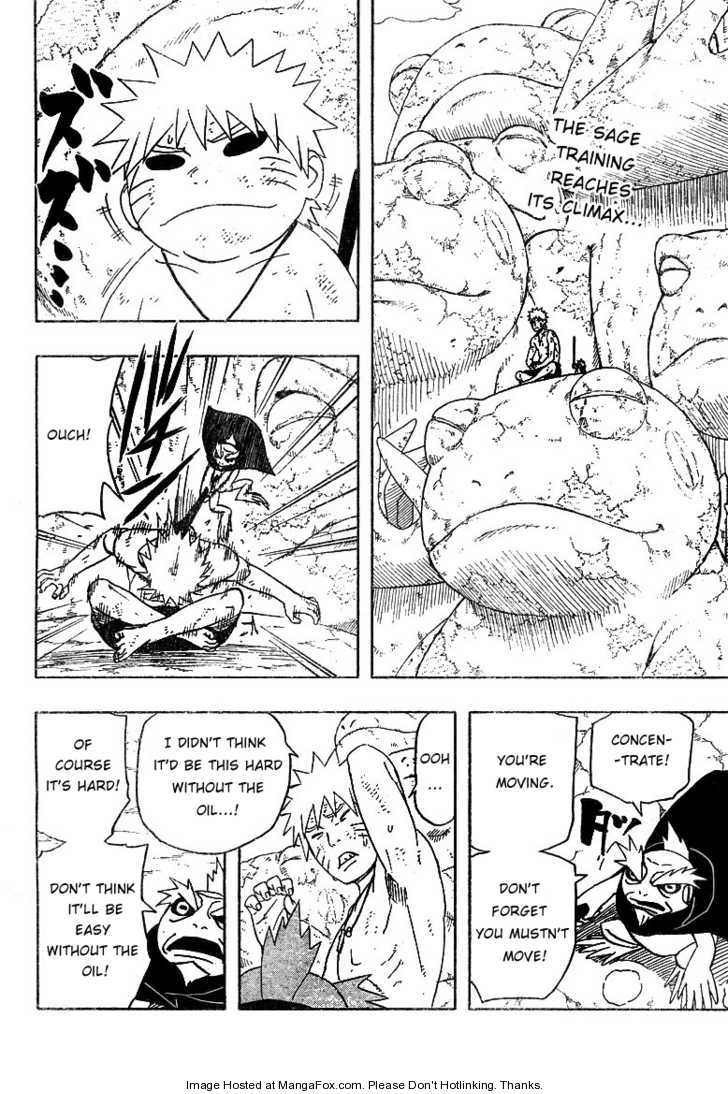 THE SAGE
TRAINING
REACHES
ITS CLIMAX...
ズズズ...
OUCH!
CONCEN-
-TRATE!
YOU'RE
MOVING.
DON'T
FORGET
YOU MUSTN'T
MOVE!
OOH
...
I DIDN'T THINK
IT'D BE THIS HARD
WITHOUT THE
OIL...!
OF
COURSE
IT'S HARD!
DON'T THINK
IT'LL BE
EASY
WITHOUT THE
OIL!
Image Hosted at MangaFox.com. Please Don't Hotlinking. Thanks.